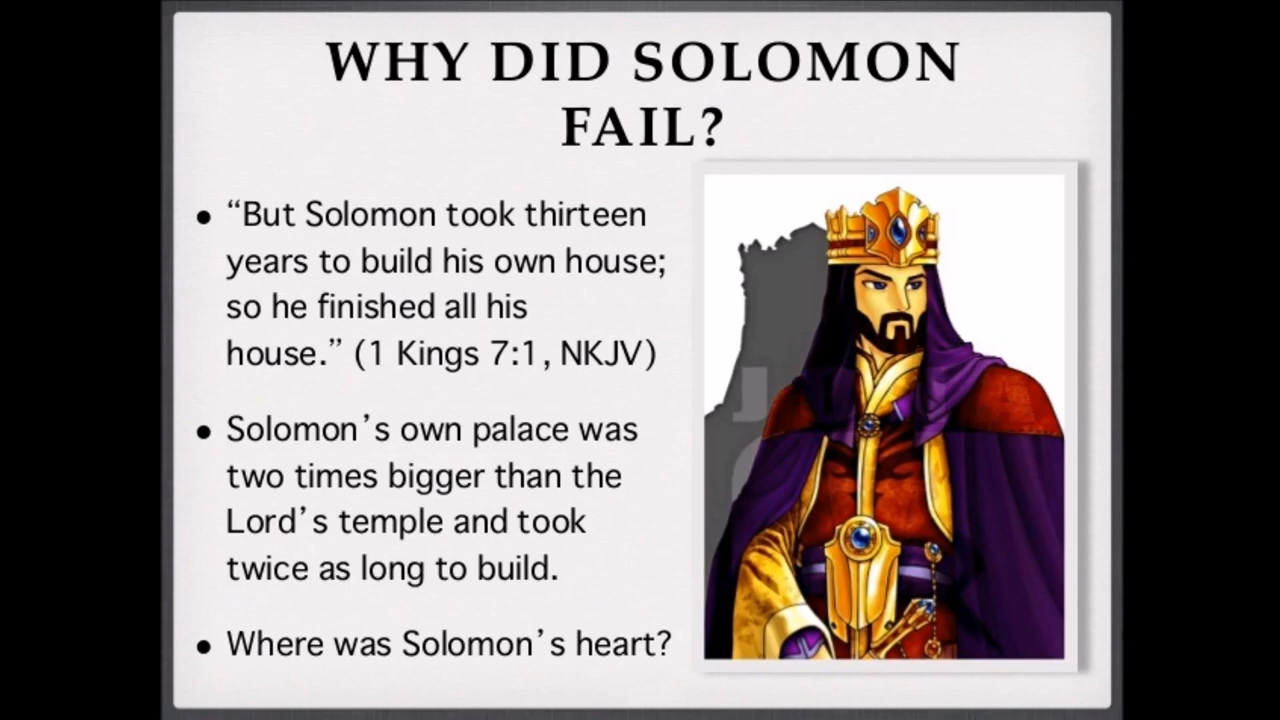 WHY DID SOLOMON
FAIL?
• “But Solomon took thirteen
years to build his own house;
so he finished all his
house.” (1 Kings 7:1, NKJV)
• Solomon’s own palace was
two times bigger than the
Lord’s temple and took
twice as long to build.
• Where was Solomon’s heart?